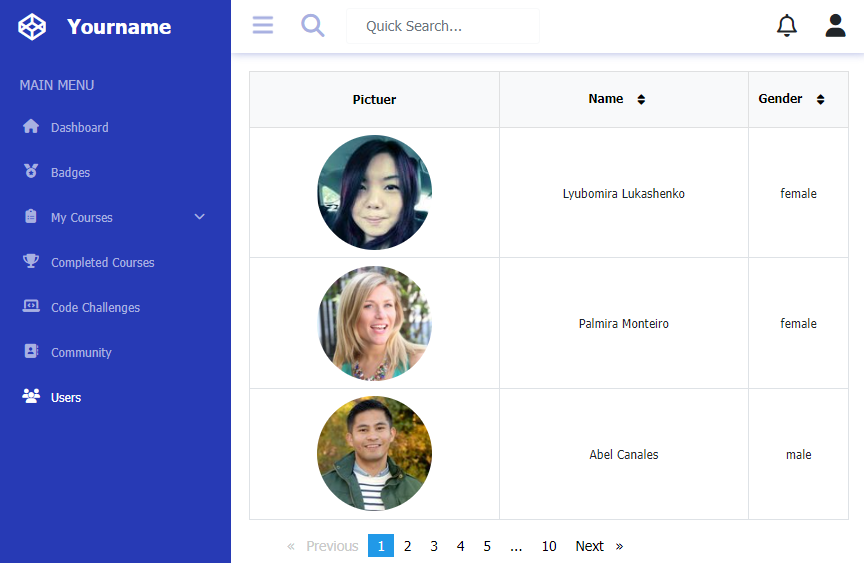 Yourname
Quick Search...
MAIN MENU
Dashboard
Badges
My Courses
Completed Courses
Code Challenges
Community
Users
Pictuer Name Gender
Lyubomira Lukashenko female
Palmira Monteiro female
Abel Canales male
« Previous 1 2 3 4 5 ... 10 Next »